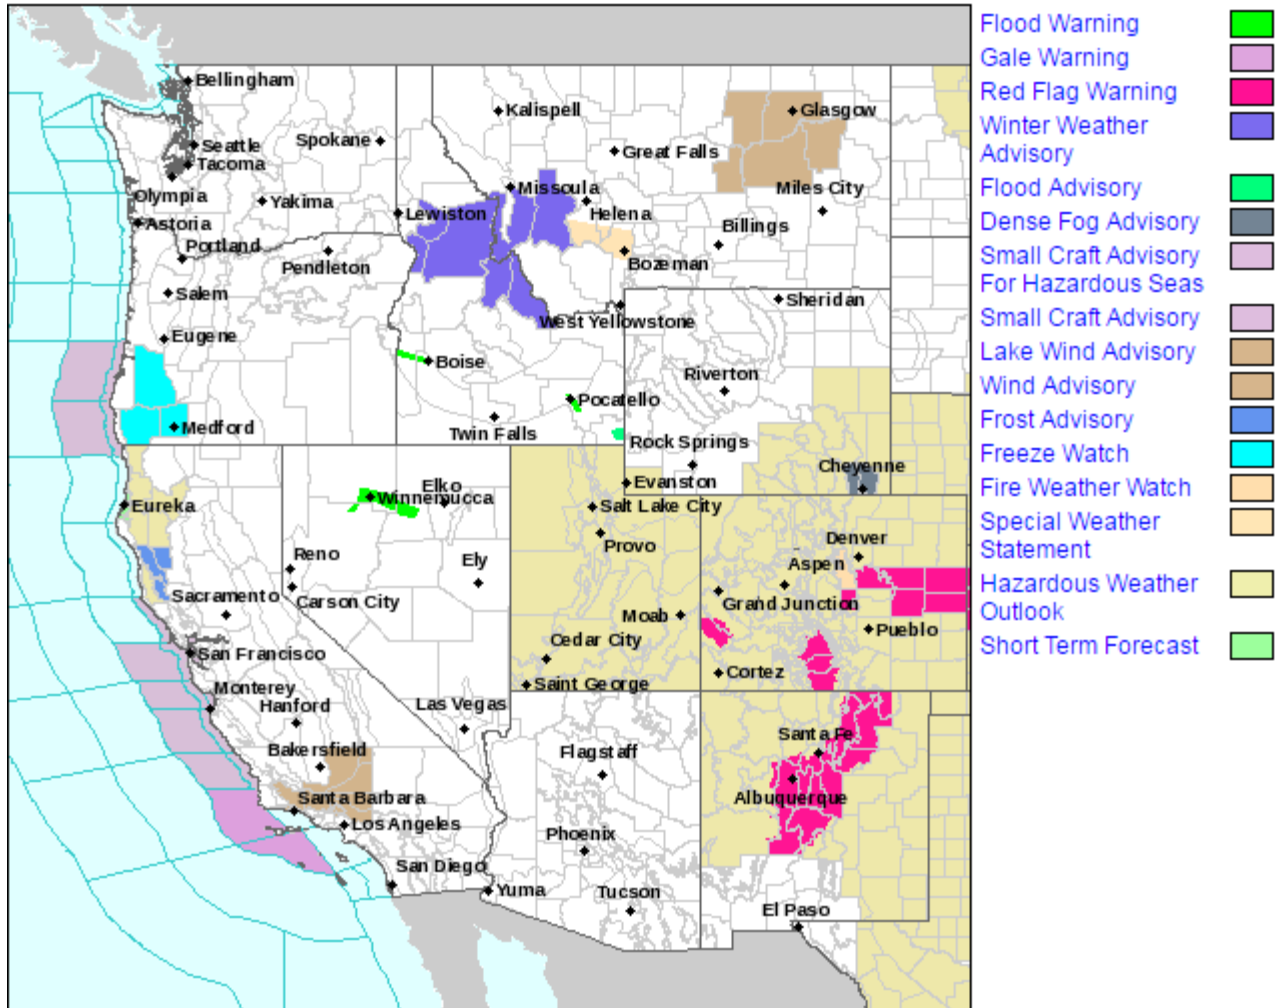 Bellingham
Kalispell
Glasgow
Spokane
Seattle
Great Falls
Tacoma
Missoula
Miles City
Olympia
Yakima
Lewiston
Helena
Astoria
Billings
Portland
Pendleton
Bozeman
Salem
Sheridan
West Yellowstone
Eugene
Boise
Riverton
Pocatello
Medford
Twin Falls
Rock Springs
Cheyenne
Elko
Evanston
Winnemucca
Eureka
Salt Lake City
Denver
Provo
Reno
Ely
Aspen
Sacramento
Carson City
Grand Junction
Moab
Pueblo
Cedar City
San Francisco
Cortez
Saint George
Monterey
Hanford
Las Vegas
Santa Fe
Bakersfield
Flagstaff
Santa Barbara
Albuquerque
Los Angeles
Phoenix
San Diego
Yuma
Tucson
El Paso
Flood Warning
Gale Warning
Red Flag Warning
Winter Weather
Advisory
Flood Advisory
Dense Fog Advisory
Small Craft Advisory
For Hazardous Seas
Small Craft Advisory
Lake Wind Advisory
Wind Advisory
Frost Advisory
Freeze Watch
Fire Weather Watch
Special Weather
Statement
Hazardous Weather
Outlook
Short Term Forecast